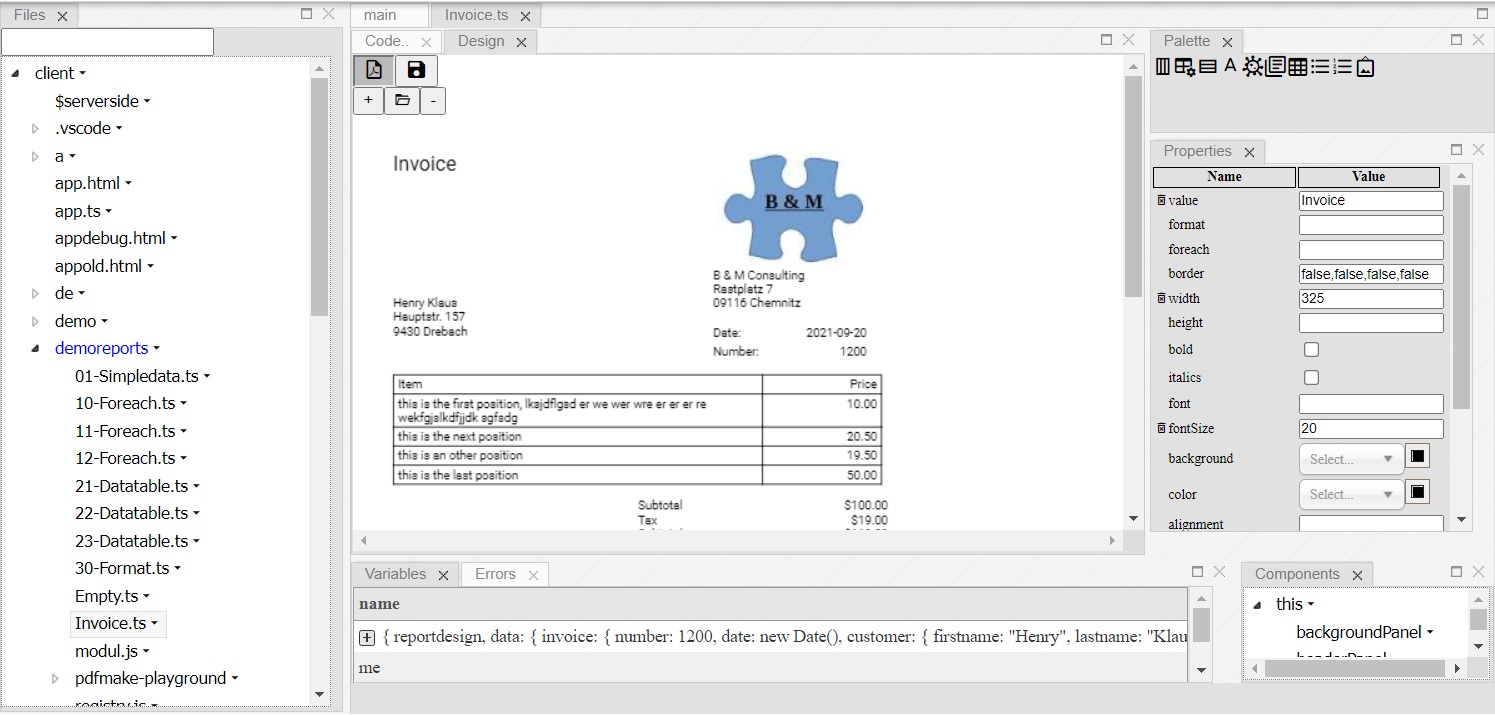 Files
client
$serverside
.vscode
a
app.html
app.ts
appdebug.html
appold.html
de
demo
demoreports
01-Simpledata.ts
10-Foreach.ts
11-Foreach.ts
12-Foreach.ts
21-Datatable.ts
22-Datatable.ts
23-Datatable.ts
30-Format.ts
Empty.ts
Invoice.ts
modul.js
pdfmake-playground
registry.js
main Invoice.ts
Code.. Design
+ -
Invoice
B & M
B & M Consulting
Rastplatz 7
09116 Chemnitz
Henry Klaus
Hauptstr. 157
9430 Drebach
Date: 2021-09-20
Number: 1200
Item Price
this is the first position, lksjdflgsd er we wer wre er er er re 10.00
wekfgjslkdfjjdk sgfsdg
this is the next position 20.50
this is an other position 19.50
this is the last position 50.00
Subtotal $100.00
Tax $19.00
Variables Errors
name
{ reportdesign, data: { invoice: { number: 1200, date: new Date(), customer: { firstname: "Henry", lastname: "Klau
me
Palette
A
Properties
Name Value
value Invoice
format
foreach
border false,false,false,false
width 325
height
bold
italics
font
fontSize 20
background Select...
color Select...
alignment
Components
this
backgroundPanel
headerPanel